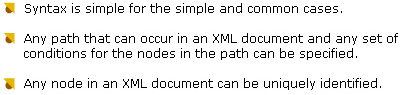 Syntax is simple for the simple and common cases.
Any path that can occur in an XML document and any set of
conditions for the nodes in the path can be specified.
Any node in an XML document can be uniquely identified.